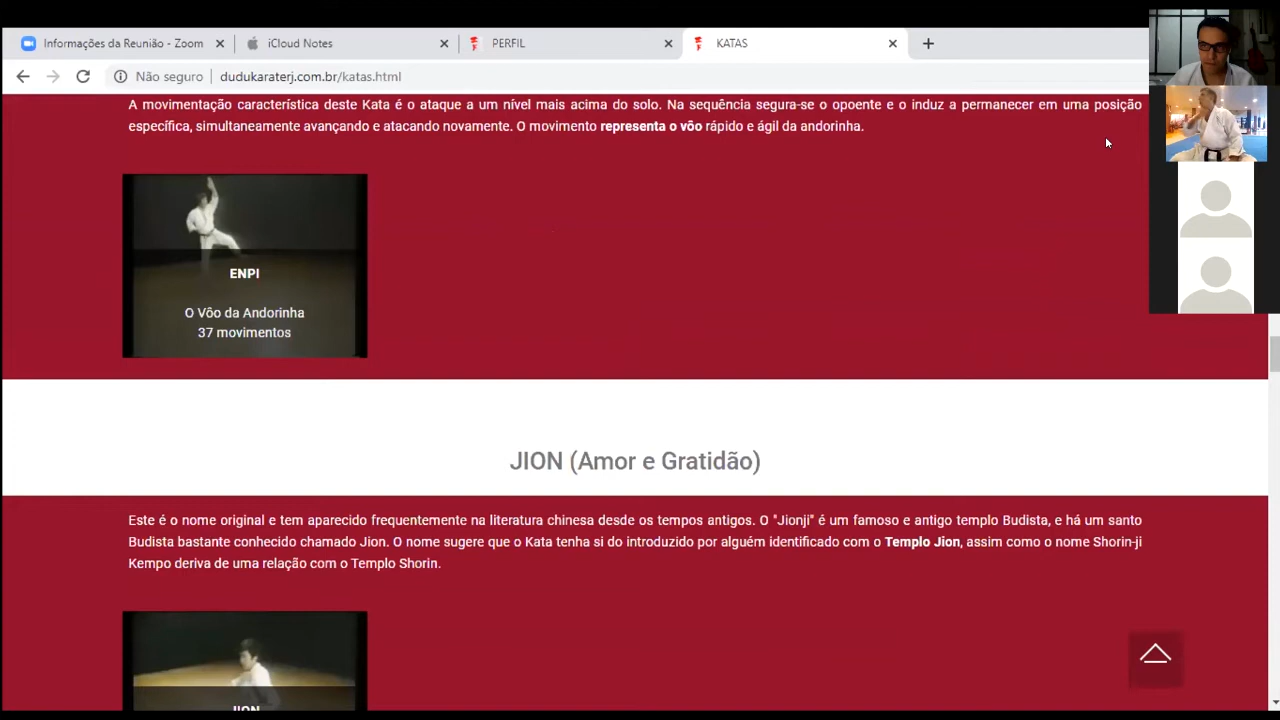 Informações da Reunião - Zoom
iCloud Notes
PERFIL
KATAS
Não seguro
dudukaraterj.com.br/katas.html
A movimentação característica deste Kata é o ataque a um nível mais acima do solo. Na sequência segura-se o opoente e o induz a permanecer em uma posição
específica, simultaneamente avançando e atacando novamente. O movimento representa o vôo rápido e ágil da andorinha.
ENPI
O Vôo da Andorinha
37 movimentos
JION (Amor e Gratidão)
Este é o nome original e tem aparecido frequentemente na literatura chinesa desde os tempos antigos. O "Jionji" é um famoso e antigo templo Budista, e há um santo
Budista bastante conhecido chamado Jion. O nome sugere que o Kata tenha si do introduzido por alguém identificado com o Templo Jion, assim como o nome Shorin-ji
Kempo deriva de uma relação com o Templo Shorin.
JION